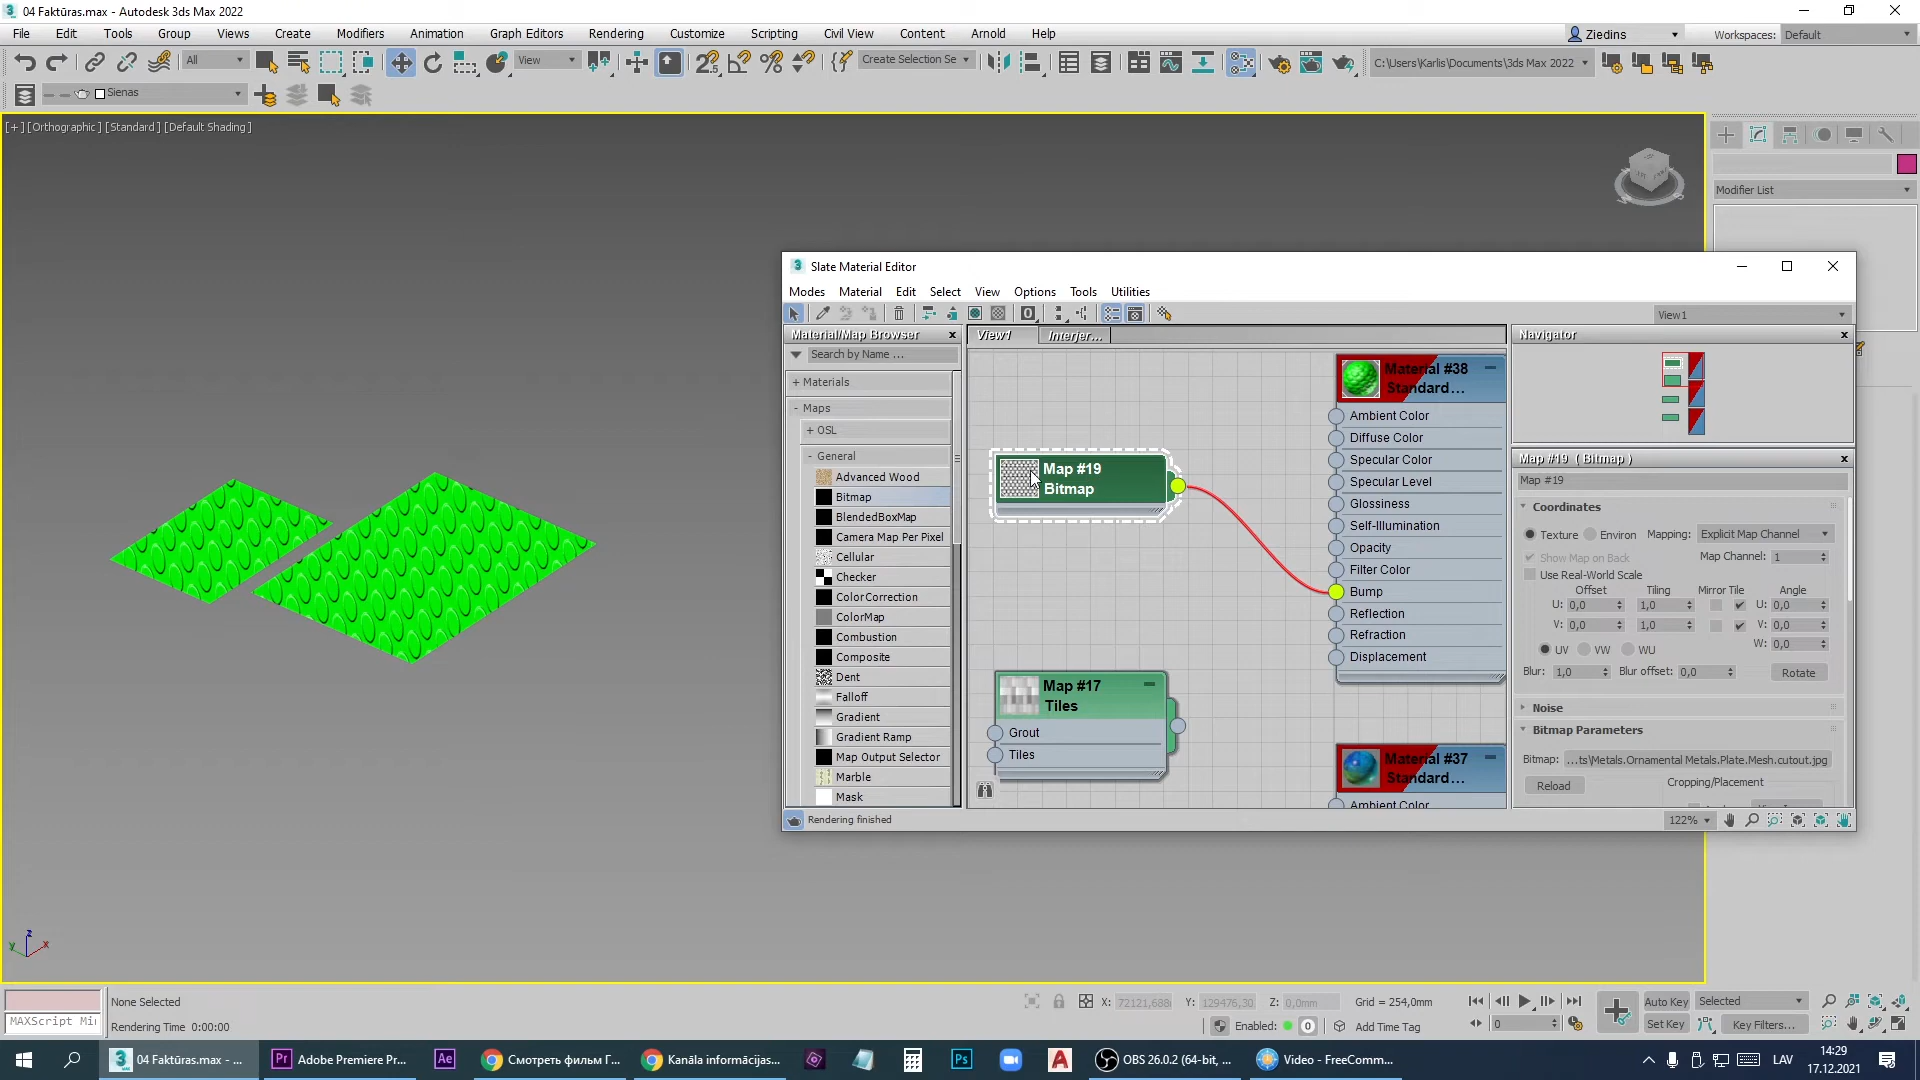 04 Faktūras.max - Autodesk 3ds Max 2022
File Edit Tools Group Views Create Modifiers Animation Graph Editors Rendering Customize Scripting Civil View Content Arnold Help
Ziedins
Workspaces: Default
All
View
Create Selection Se
C:\Users\Karlis\Documents\3ds Max 2022
Sienas
[+] [Orthographic] [Standard] [Default Shading]
Modifier List
Slate Material Editor
Modes Material Edit Select View Options Tools Utilities
View1
Material/Map Browser
Search by Name ...
+ Materials
- Maps
+ OSL
- General
Advanced Wood
Bitmap
BlendedBoxMap
Camera Map Per Pixel
Cellular
Checker
ColorCorrection
ColorMap
Combustion
Composite
Dent
Falloff
Gradient
Gradient Ramp
Map Output Selector
Marble
Mask
View1 Interjer...
Map #19
Bitmap
Map #17
Tiles
Grout
Tiles
Material #38
Standard...
Ambient Color
Diffuse Color
Specular Color
Specular Level
Glossiness
Self-Illumination
Opacity
Filter Color
Bump
Reflection
Refraction
Displacement
Material #37
Standard...
Ambient Color
Navigator
Map #19 ( Bitmap )
Map #19
Coordinates
Texture Environ Mapping: Explicit Map Channel
Show Map on Back Map Channel: 1
Use Real-World Scale
Offset Tiling Mirror Tile Angle
U: 0,0 1,0 U: 0,0
V: 0,0 1,0 V: 0,0
W: 0,0
UV VW WU
Blur: 1,0 Blur offset: 0,0 Rotate
Noise
Bitmap Parameters
Bitmap: ...ts\Metals.Ornamental Metals.Plate.Mesh.cutout.jpg
Reload Cropping/Placement
Rendering finished
122%
z
y x
MAXScript Mi
None Selected
Rendering Time 0:00:00
X: 72121,688 Y: 129476,30 Z: 0,0mm Grid = 254,0mm
Enabled: 0 Add Time Tag
0
Auto Key Selected
Set Key Key Filters...
04 Faktūras.max - ...
Adobe Premiere Pr...
Смотреть фильм Г...
Kanāla informācijas...
OBS 26.0.2 (64-bit, ...
Video - FreeComm...
LAV
14:29
17.12.2021